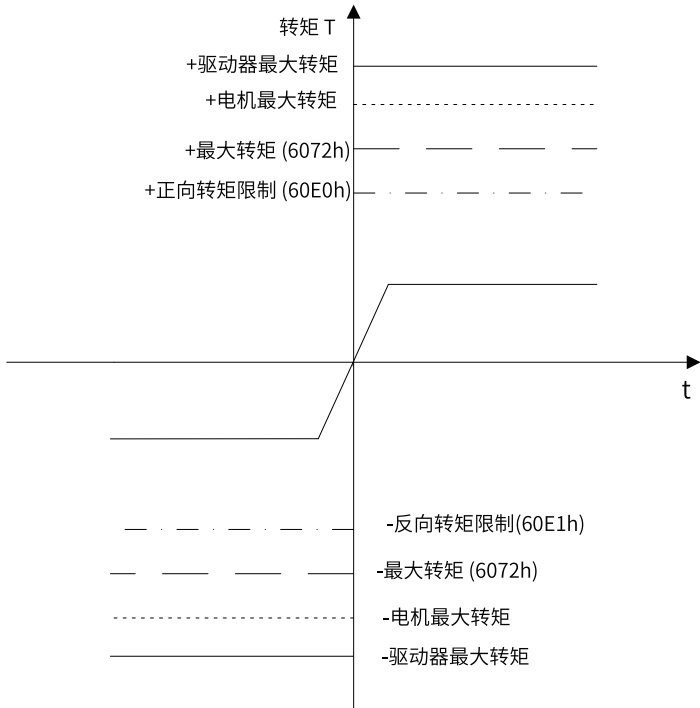 转矩 T
+驱动器最大转矩
+电机最大转矩
+最大转矩 (6072h)
+正向转矩限制 (60E0h)
t
-反向转矩限制(60E1h)
-最大转矩 (6072h)
-电机最大转矩
-驱动器最大转矩